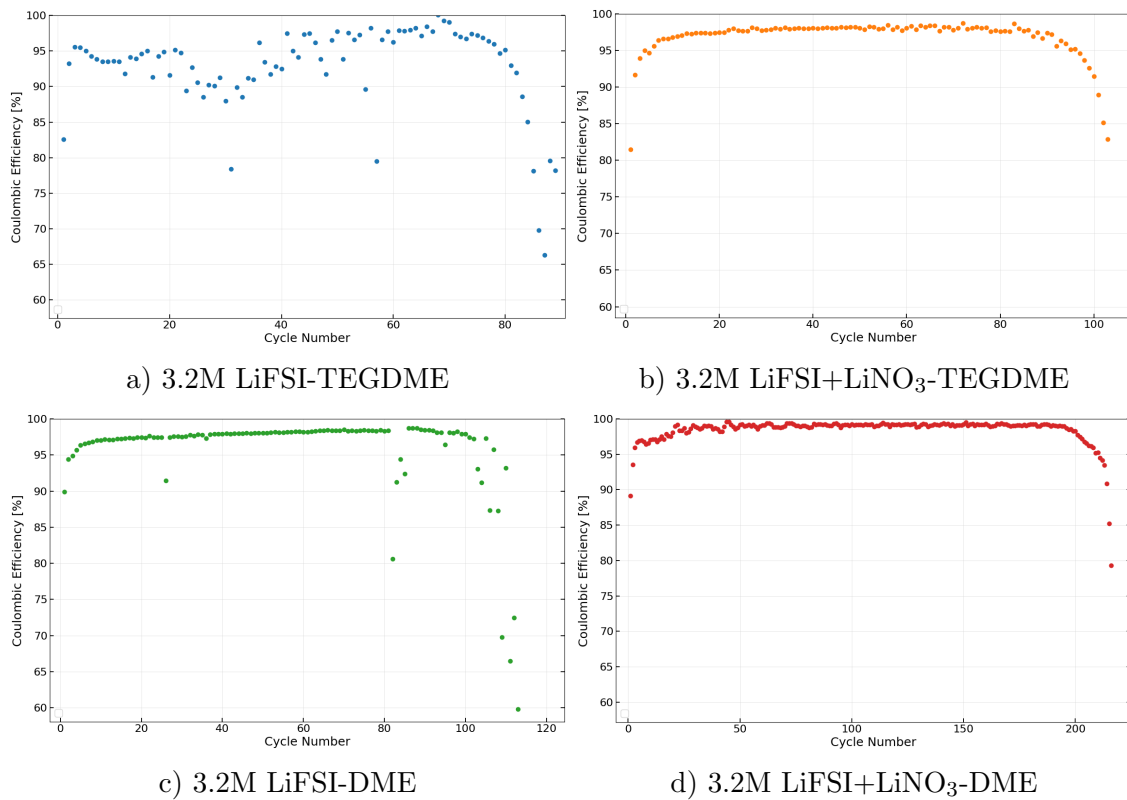 100
95
90
85
80
75
70
65
60
Coulombic Efficiency [%]
0 20 40 60 80
Cycle Number
a) 3.2M LiFSI-TEGDME
100
95
90
85
80
75
70
65
60
Coulombic Efficiency [%]
0 20 40 60 80 100
Cycle Number
b) 3.2M LiFSI+LiNO₃-TEGDME
100
95
90
85
80
75
70
65
60
Coulombic Efficiency [%]
0 20 40 60 80 100 120
Cycle Number
c) 3.2M LiFSI-DME
100
95
90
85
80
75
70
65
60
Coulombic Efficiency [%]
0 50 100 150 200
Cycle Number
d) 3.2M LiFSI+LiNO₃-DME